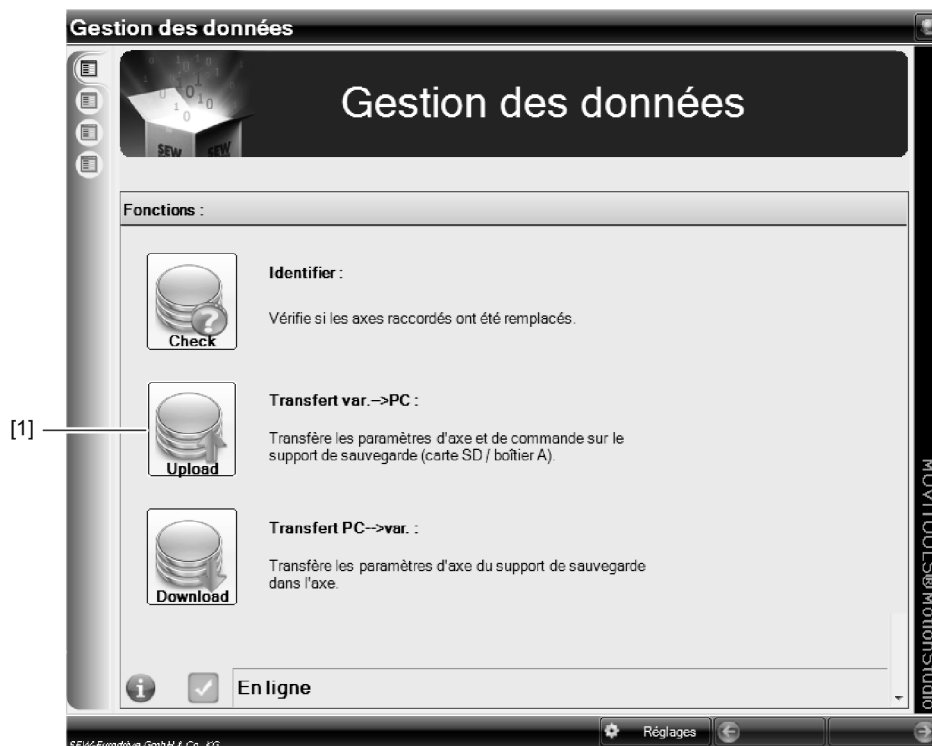 Gestion des données
Gestion des données
SEW SEW
Fonctions :
Identifier :
Vérifie si les axes raccordés ont été remplacés.
Check
[1]
Transfert var.-->PC :
Transfère les paramètres d'axe et de commande sur le
support de sauvegarde (carte SD / boîtier A).
Upload
Transfert PC-->var. :
Transfère les paramètres d'axe du support de sauvegarde
dans l'axe.
Download
En ligne
MOVITOOLS® MotionStudio
Réglages
SEW-Eurodrive GmbH & Co. KG